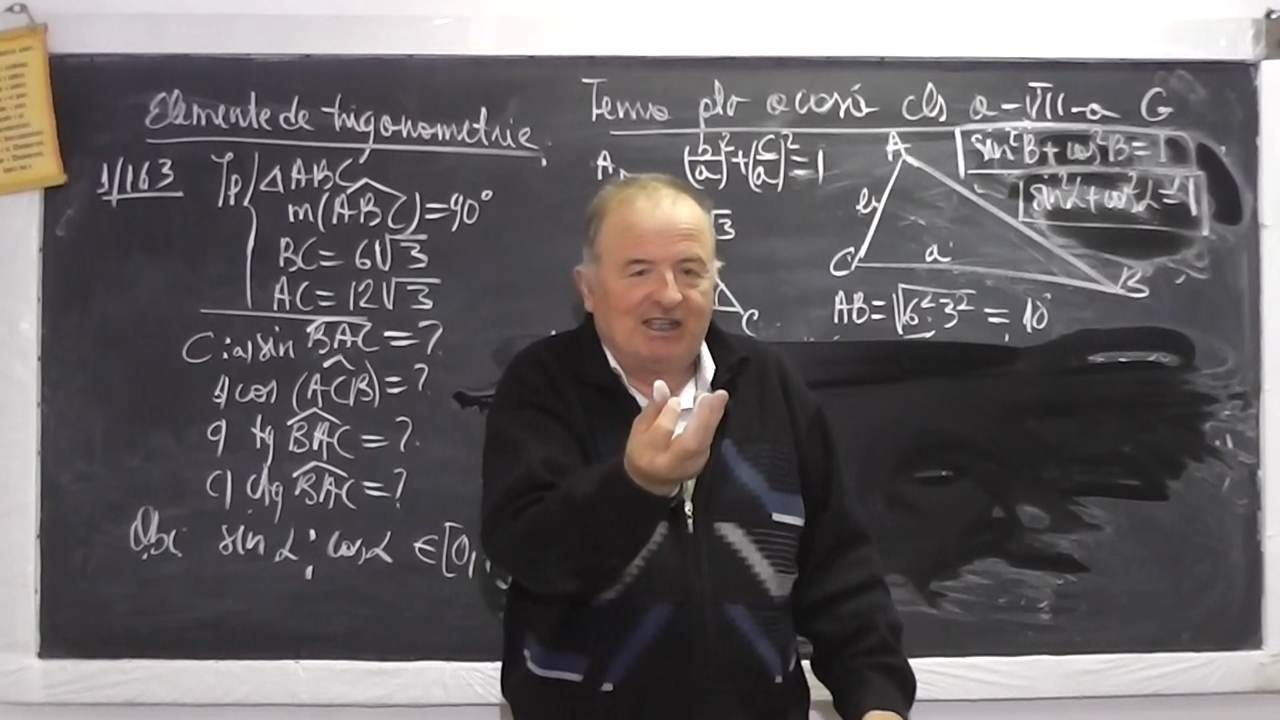 Elemente de trigonometrie
1/163 Ip ΔABC
m(ABC)=90°
BC= 6√3
AC= 12√3
C: a) sin BAC =?
cos (ACB)=?
tg BAC =?
ctg BAC =?
Obs sin α; cos α ∈[0,
Tema ptr acasă cls a-VII-a G
A (b/a)²+(c/a)²=1
3
C
A
b
C a B
sin²B+cos²B=1
sin²α+cos²α=1
AB=√6²·3² = 18